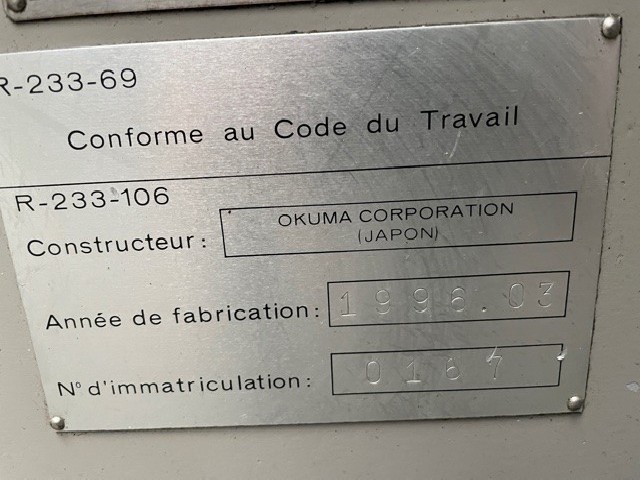 R-233-69
Conforme au Code du Travail
R-233-106
Constructeur: OKUMA CORPORATION
(JAPON)
Année de fabrication: 1996.03
N° d'immatriculation: 0167